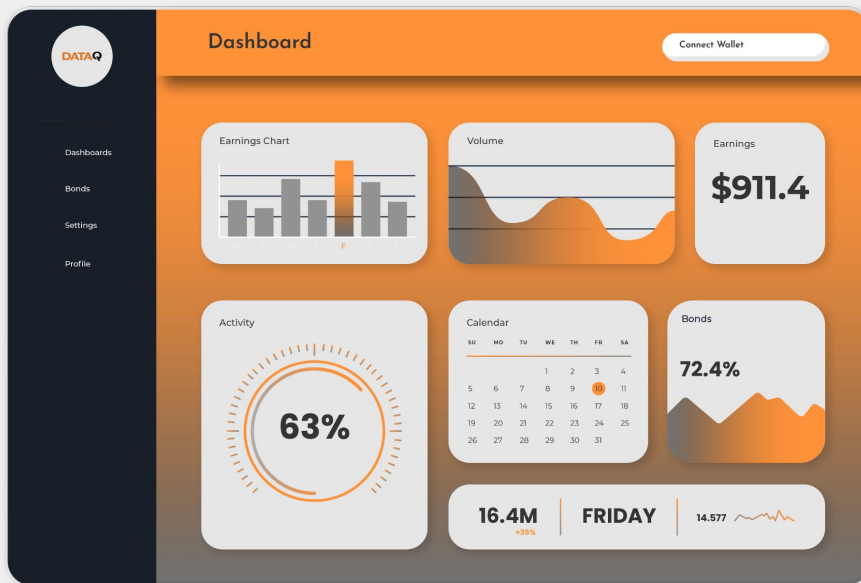 DATAQ
Dashboard
Connect Wallet
Dashboards
Bonds
Settings
Profile
Earnings Chart
F
Volume
Earnings
$911.4
Activity
63%
Calendar
SU MO TU WE TH FR SA
1 2 3 4
5 6 7 8 9 10 11
12 13 14 15 16 17 18
19 20 21 22 23 24 25
26 27 28 29 30 31
Bonds
72.4%
16.4M
+35%
FRIDAY
14.577